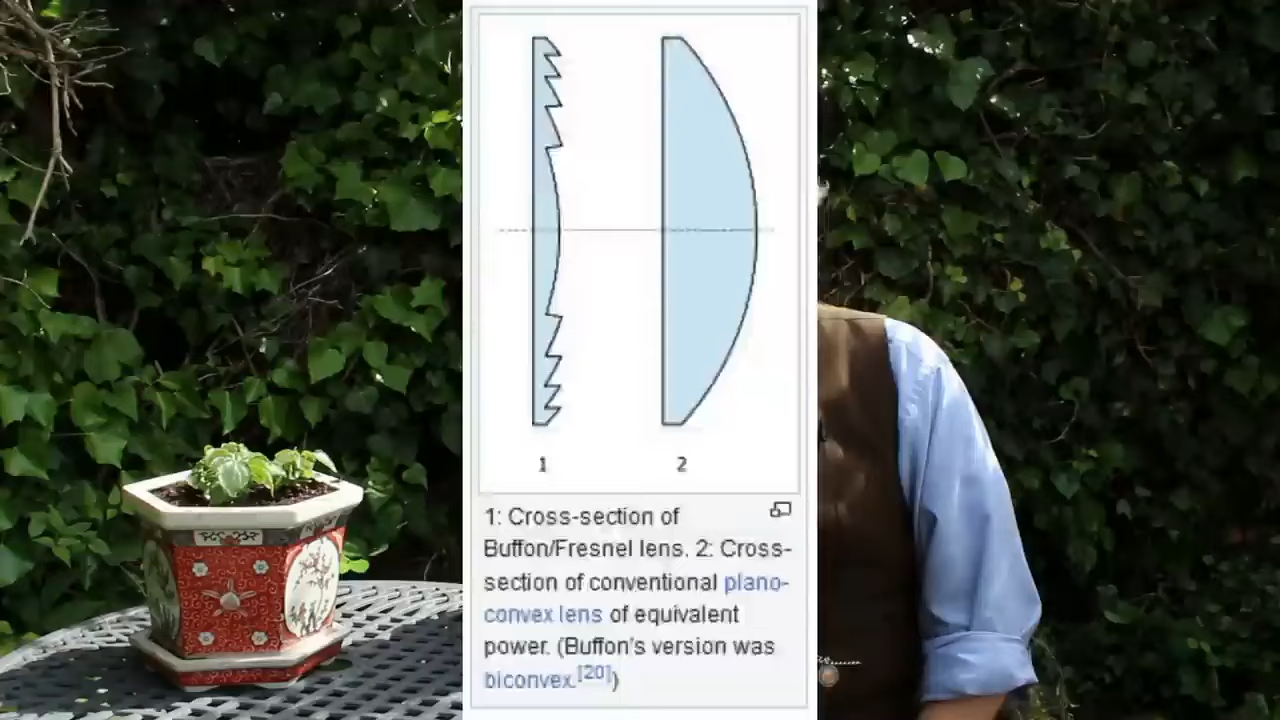 1 2
1: Cross-section of
Buffon/Fresnel lens. 2: Cross-
section of conventional plano-
convex lens of equivalent
power. (Buffon's version was
biconvex.[20])